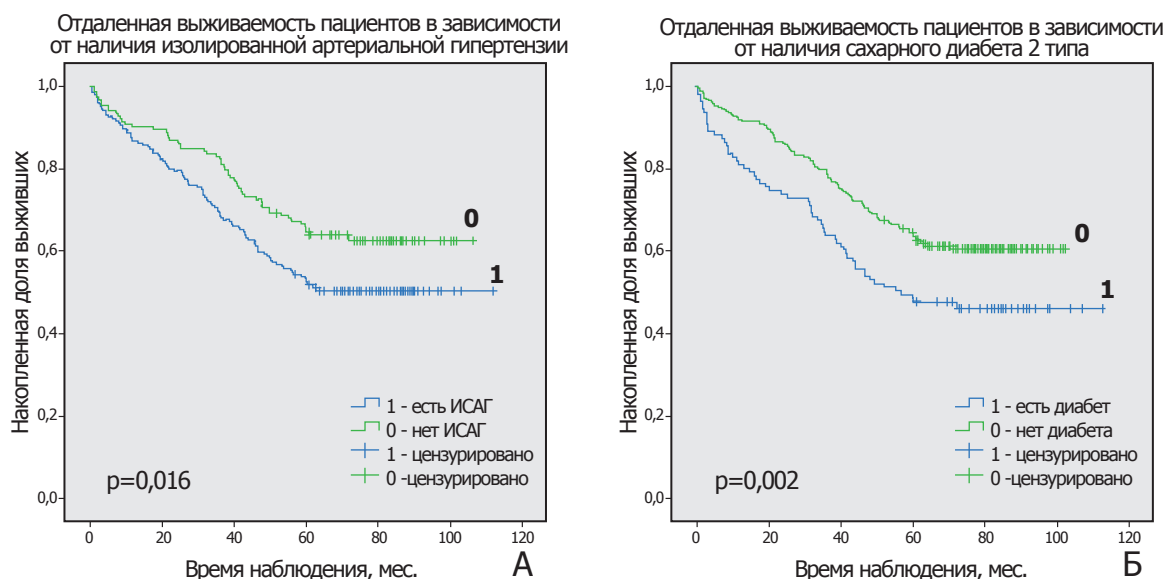 Отдаленная выживаемость пациентов в зависимости
от наличия изолированной артериальной гипертензии
Накопленная доля выживших
1,0
0,8
0,6
0,4
0,2
0,0
0
1
1 - есть ИСАГ
0 - нет ИСАГ
1 - цензурировано
0 -цензурировано
p=0,016
0 20 40 60 80 100 120
Время наблюдения, мес.
А
Отдаленная выживаемость пациентов в зависимости
от наличия сахарного диабета 2 типа
Накопленная доля выживших
1,0
0,8
0,6
0,4
0,2
0,0
0
1
1 - есть диабет
0 - нет диабета
1 - цензурировано
0 -цензурировано
p=0,002
0 20 40 60 80 100 120
Время наблюдения, мес.
Б